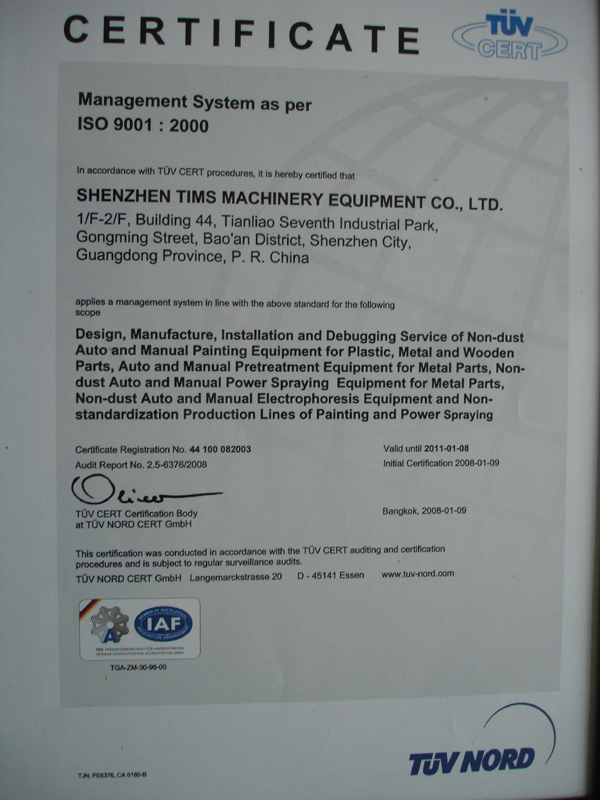 CERTIFICATE
TÜV
CERT
Management System as per
ISO 9001 : 2000
In accordance with TÜV CERT procedures, it is hereby certified that
SHENZHEN TIMS MACHINERY EQUIPMENT CO., LTD.
1/F-2/F, Building 44, Tianliao Seventh Industrial Park,
Gongming Street, Bao'an District, Shenzhen City,
Guangdong Province, P. R. China
applies a management system in line with the above standard for the following
scope
Design, Manufacture, Installation and Debugging Service of Non-dust
Auto and Manual Painting Equipment for Plastic, Metal and Wooden
Parts, Auto and Manual Pretreatment Equipment for Metal Parts, Non-
dust Auto and Manual Power Spraying Equipment for Metal Parts,
Non-dust Auto and Manual Electrophoresis Equipment and Non-
standardization Production Lines of Painting and Power Spraying
Certificate Registration No. 44 100 082003
Valid until 2011-01-08
Audit Report No. 2.5-6376/2008
Initial Certification 2008-01-09
TÜV CERT Certification Body
at TÜV NORD CERT GmbH
Bangkok, 2008-01-09
This certification was conducted in accordance with the TÜV CERT auditing and certification
procedures and is subject to regular surveillance audits.
TÜV NORD CERT GmbH Langemarckstrasse 20 D - 45141 Essen www.tuv-nord.com
A
IAF
TGA-ZM-30-96-00
TÜV NORD
TJN, FE6376, CA 0180-B